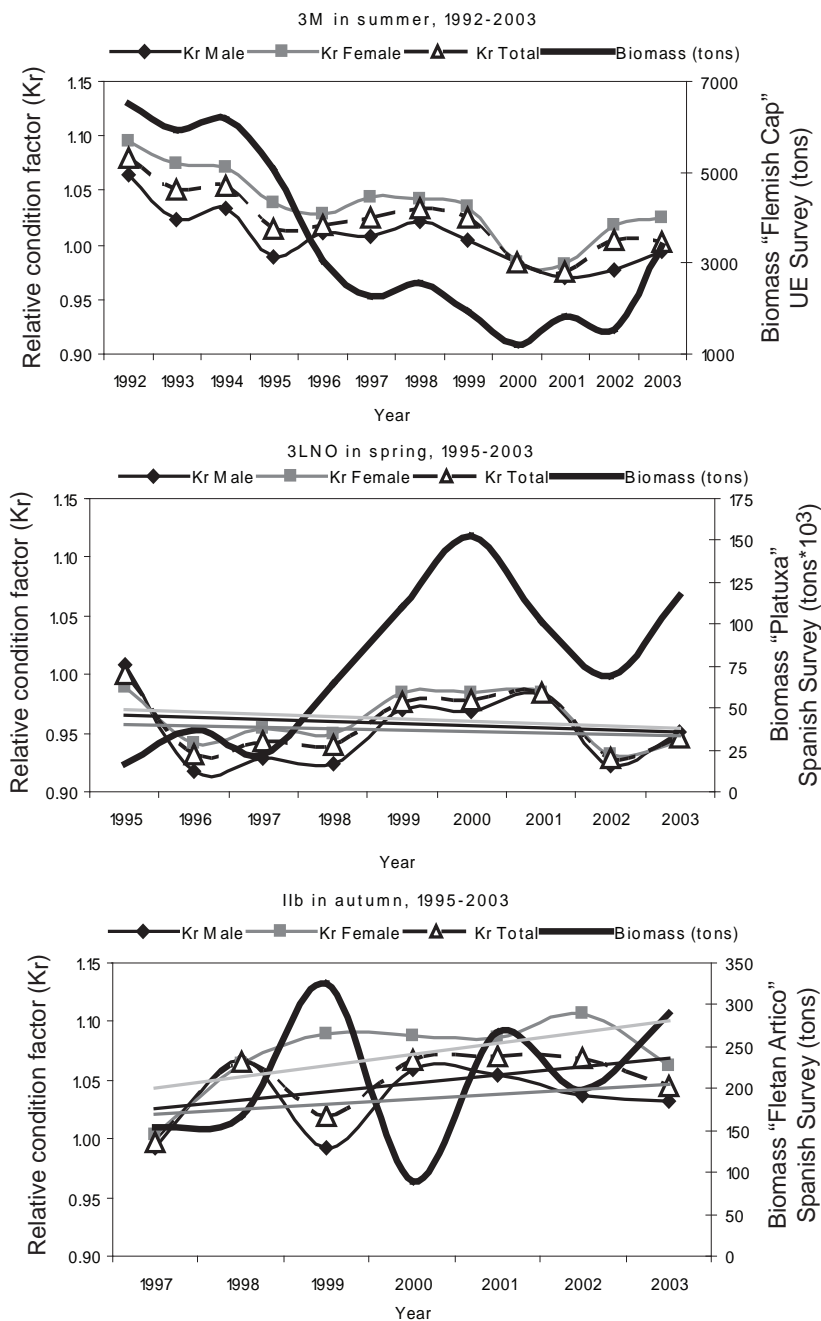 3M in summer, 1992-2003
Kr Male Kr Female Kr Total Biomass (tons)
Relative condition factor (Kr)
1.15
1.10
1.05
1.00
0.95
0.90
7000
5000
3000
1000
Biomass “Flemish Cap”
UE Survey (tons)
1992 1993 1994 1995 1996 1997 1998 1999 2000 2001 2002 2003
Year
3LNO in spring, 1995-2003
Kr Male Kr Female Kr Total Biomass (tons)
Relative condition factor (Kr)
1.15
1.10
1.05
1.00
0.95
0.90
175
150
125
100
75
50
25
0
Biomass “Platuxa”
Spanish Survey (tons*10³)
1995 1996 1997 1998 1999 2000 2001 2002 2003
Year
IIb in autumn, 1995-2003
Kr Male Kr Female Kr Total Biomass (tons)
Relative condition factor (Kr)
1.15
1.10
1.05
1.00
0.95
0.90
350
300
250
200
150
100
50
0
Biomass “Fletan Artico”
Spanish Survey (tons)
1997 1998 1999 2000 2001 2002 2003
Year